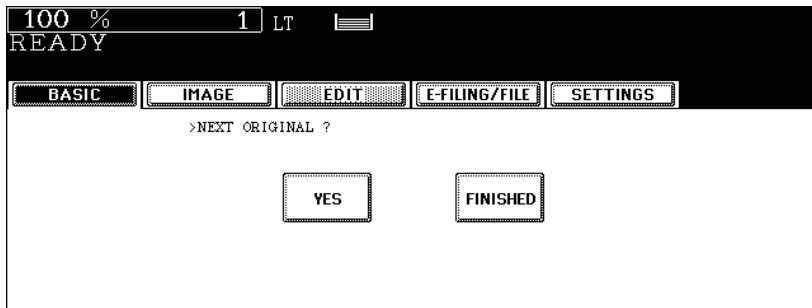 100 % 1 LT
READY
BASIC IMAGE EDIT E-FILING/FILE SETTINGS
>NEXT ORIGINAL ?
YES FINISHED